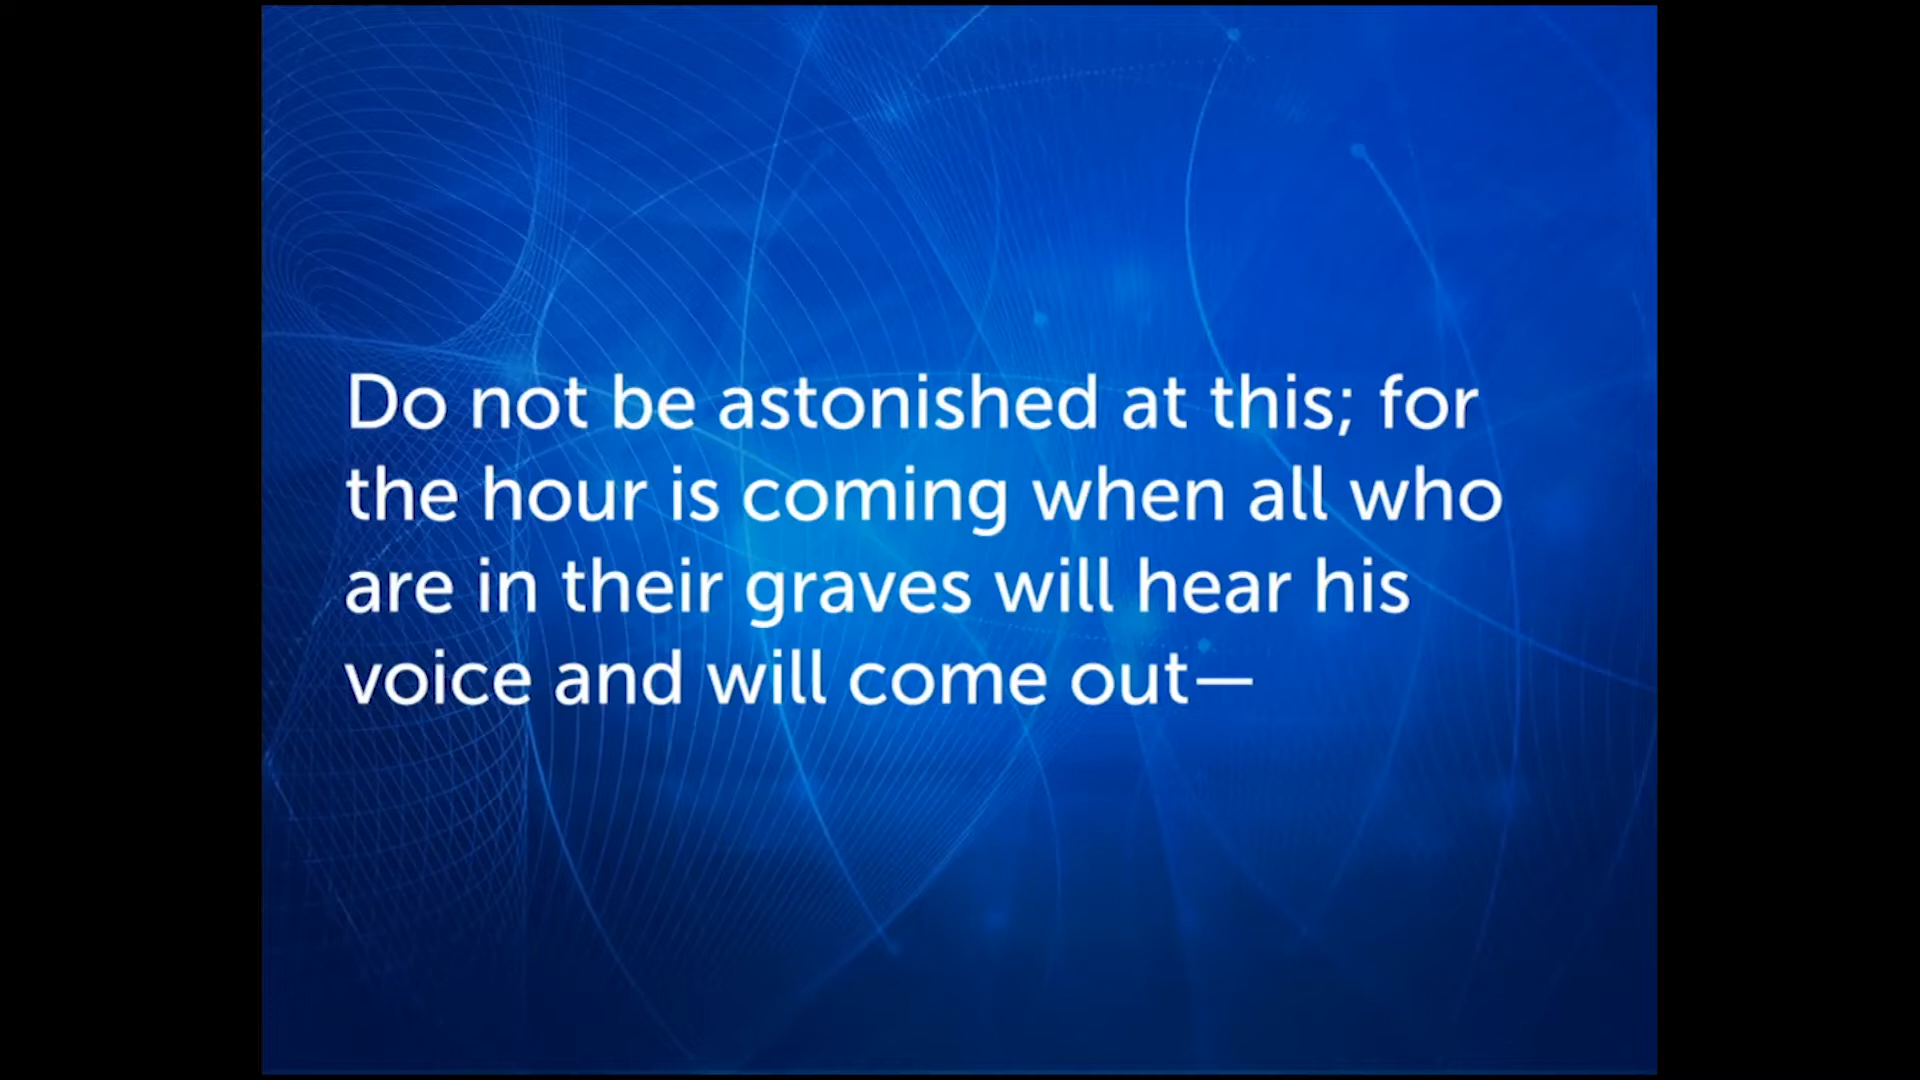 Do not be astonished at this; for
the hour is coming when all who
are in their graves will hear his
voice and will come out—